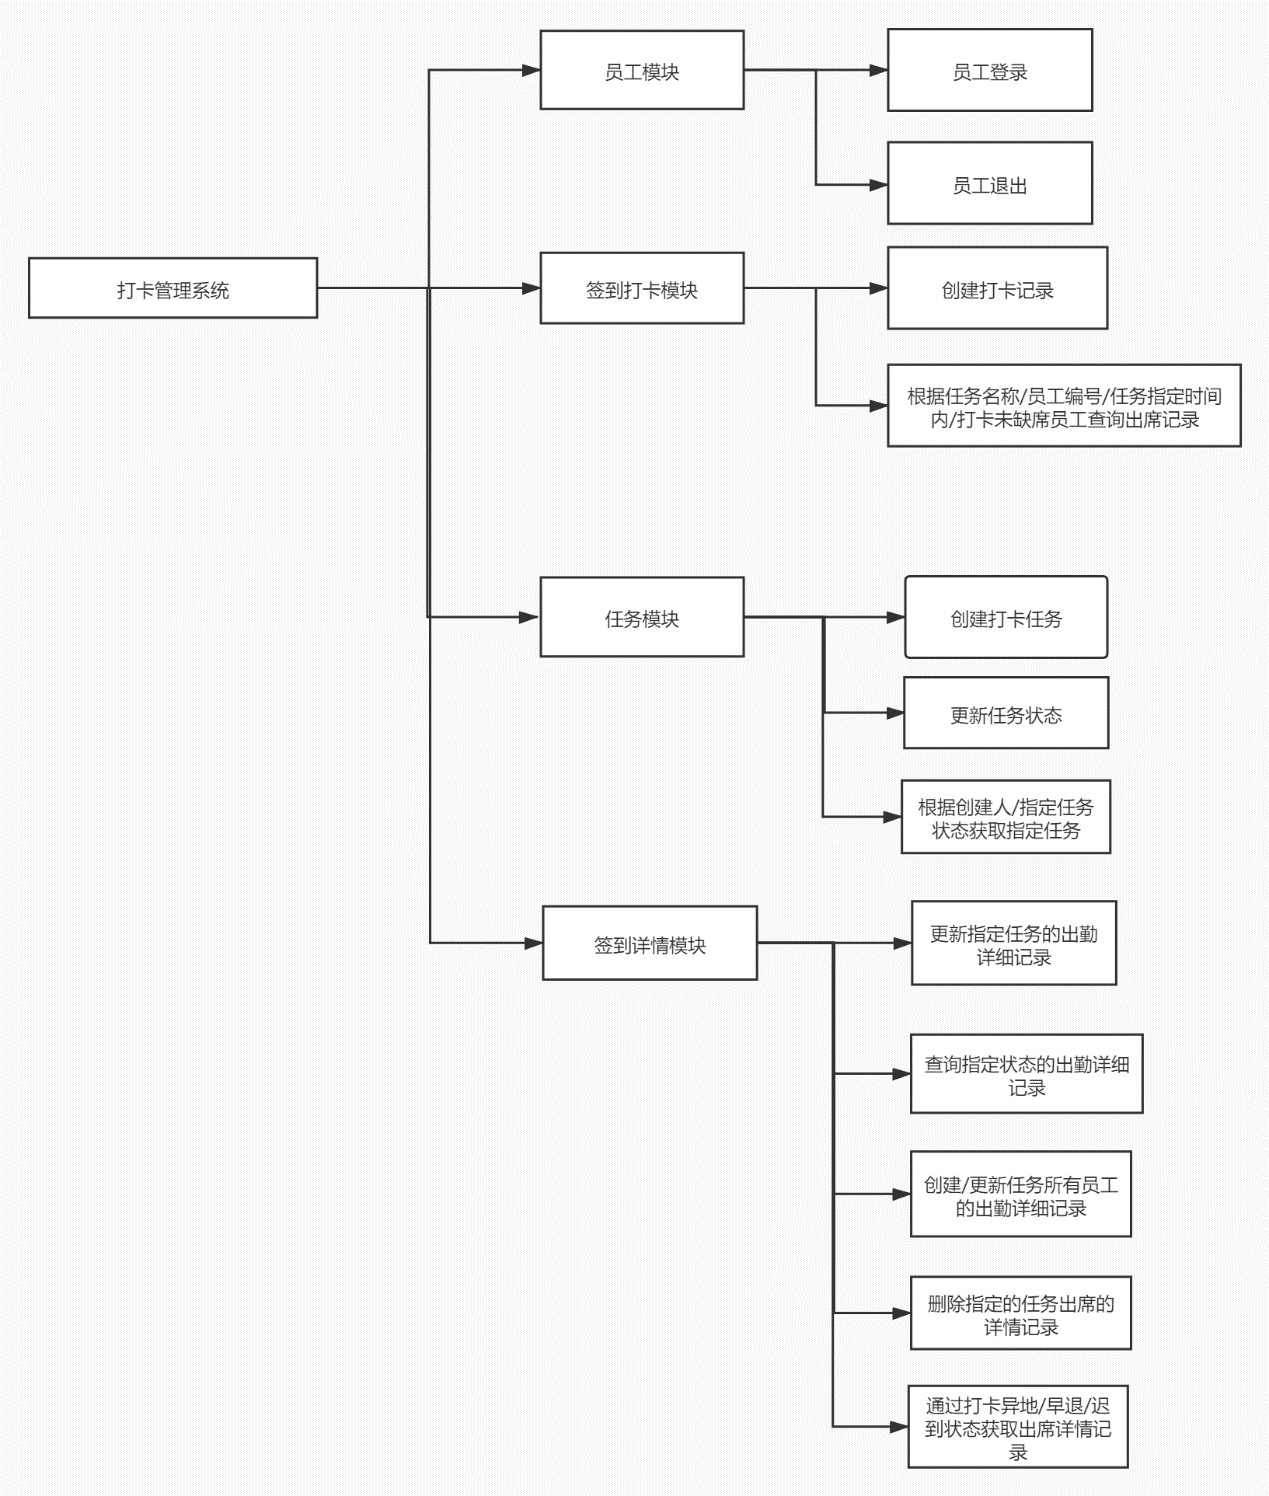 员工模块
员工登录
员工退出
打卡管理系统
签到打卡模块
创建打卡记录
根据任务名称/员工编号/任务指定时间
内/打卡未缺席员工查询出席记录
任务模块
创建打卡任务
更新任务状态
根据创建人/指定任务
状态获取指定任务
签到详情模块
更新指定任务的出勤
详细记录
查询指定状态的出勤详细
记录
创建/更新任务所有员工
的出勤详细记录
删除指定的任务出席的
详情记录
通过打卡异地/早退/迟
到状态获取出席详情记
录